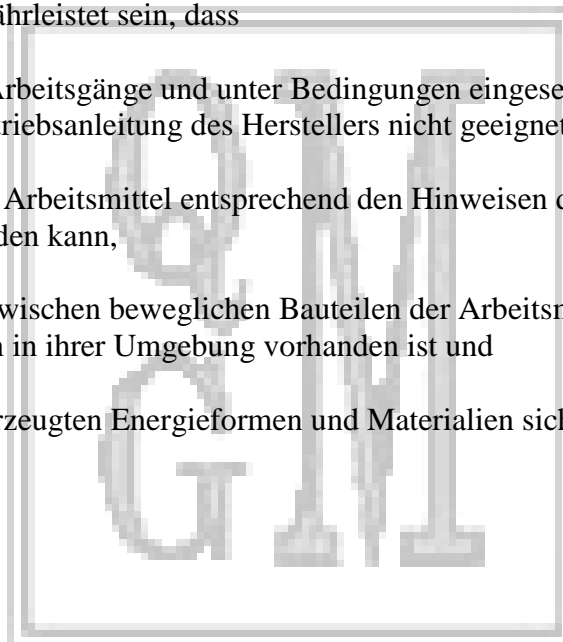 ährleistet sein, dass
Arbeitsgänge und unter Bedingungen eingese
triebsanleitung des Herstellers nicht geeignet
Arbeitsmittel entsprechend den Hinweisen d
den kann,
wischen beweglichen Bauteilen der Arbeitsm
n in ihrer Umgebung vorhanden ist und
rzeugten Energieformen und Materialien sich
Q
M
G